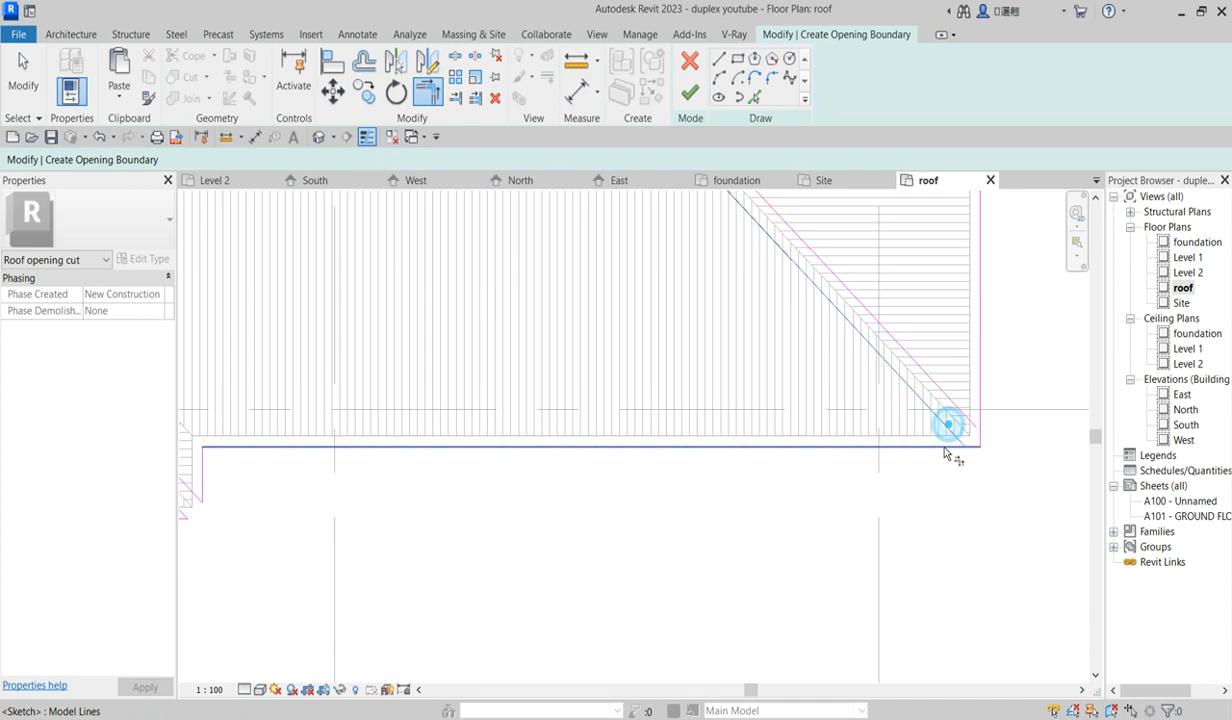 Autodesk Revit 2023 - duplex youtube - Floor Plan: roof
File Architecture Structure Steel Precast Systems Insert Annotate Analyze Massing & Site Collaborate View Manage Add-Ins V-Ray Modify | Create Opening Boundary
Modify Paste Cope Cut Join Activate
Select Properties Clipboard Geometry Controls Modify View Measure Create Mode Draw
Modify | Create Opening Boundary
Properties
Level 2 South West North East foundation Site roof
Project Browser - duple...
R
Roof opening cut Edit Type
Phasing
Phase Created New Construction
Phase Demolish... None
Views (all)
Structural Plans
Floor Plans
foundation
Level 1
Level 2
roof
Site
Ceiling Plans
foundation
Level 1
Level 2
Elevations (Building
East
North
South
West
Legends
Schedules/Quantities
Sheets (all)
A100 - Unnamed
A101 - GROUND FLC
Families
Groups
Revit Links
Properties help Apply
1 : 100
<Sketch> : Model Lines
:0 Main Model :0